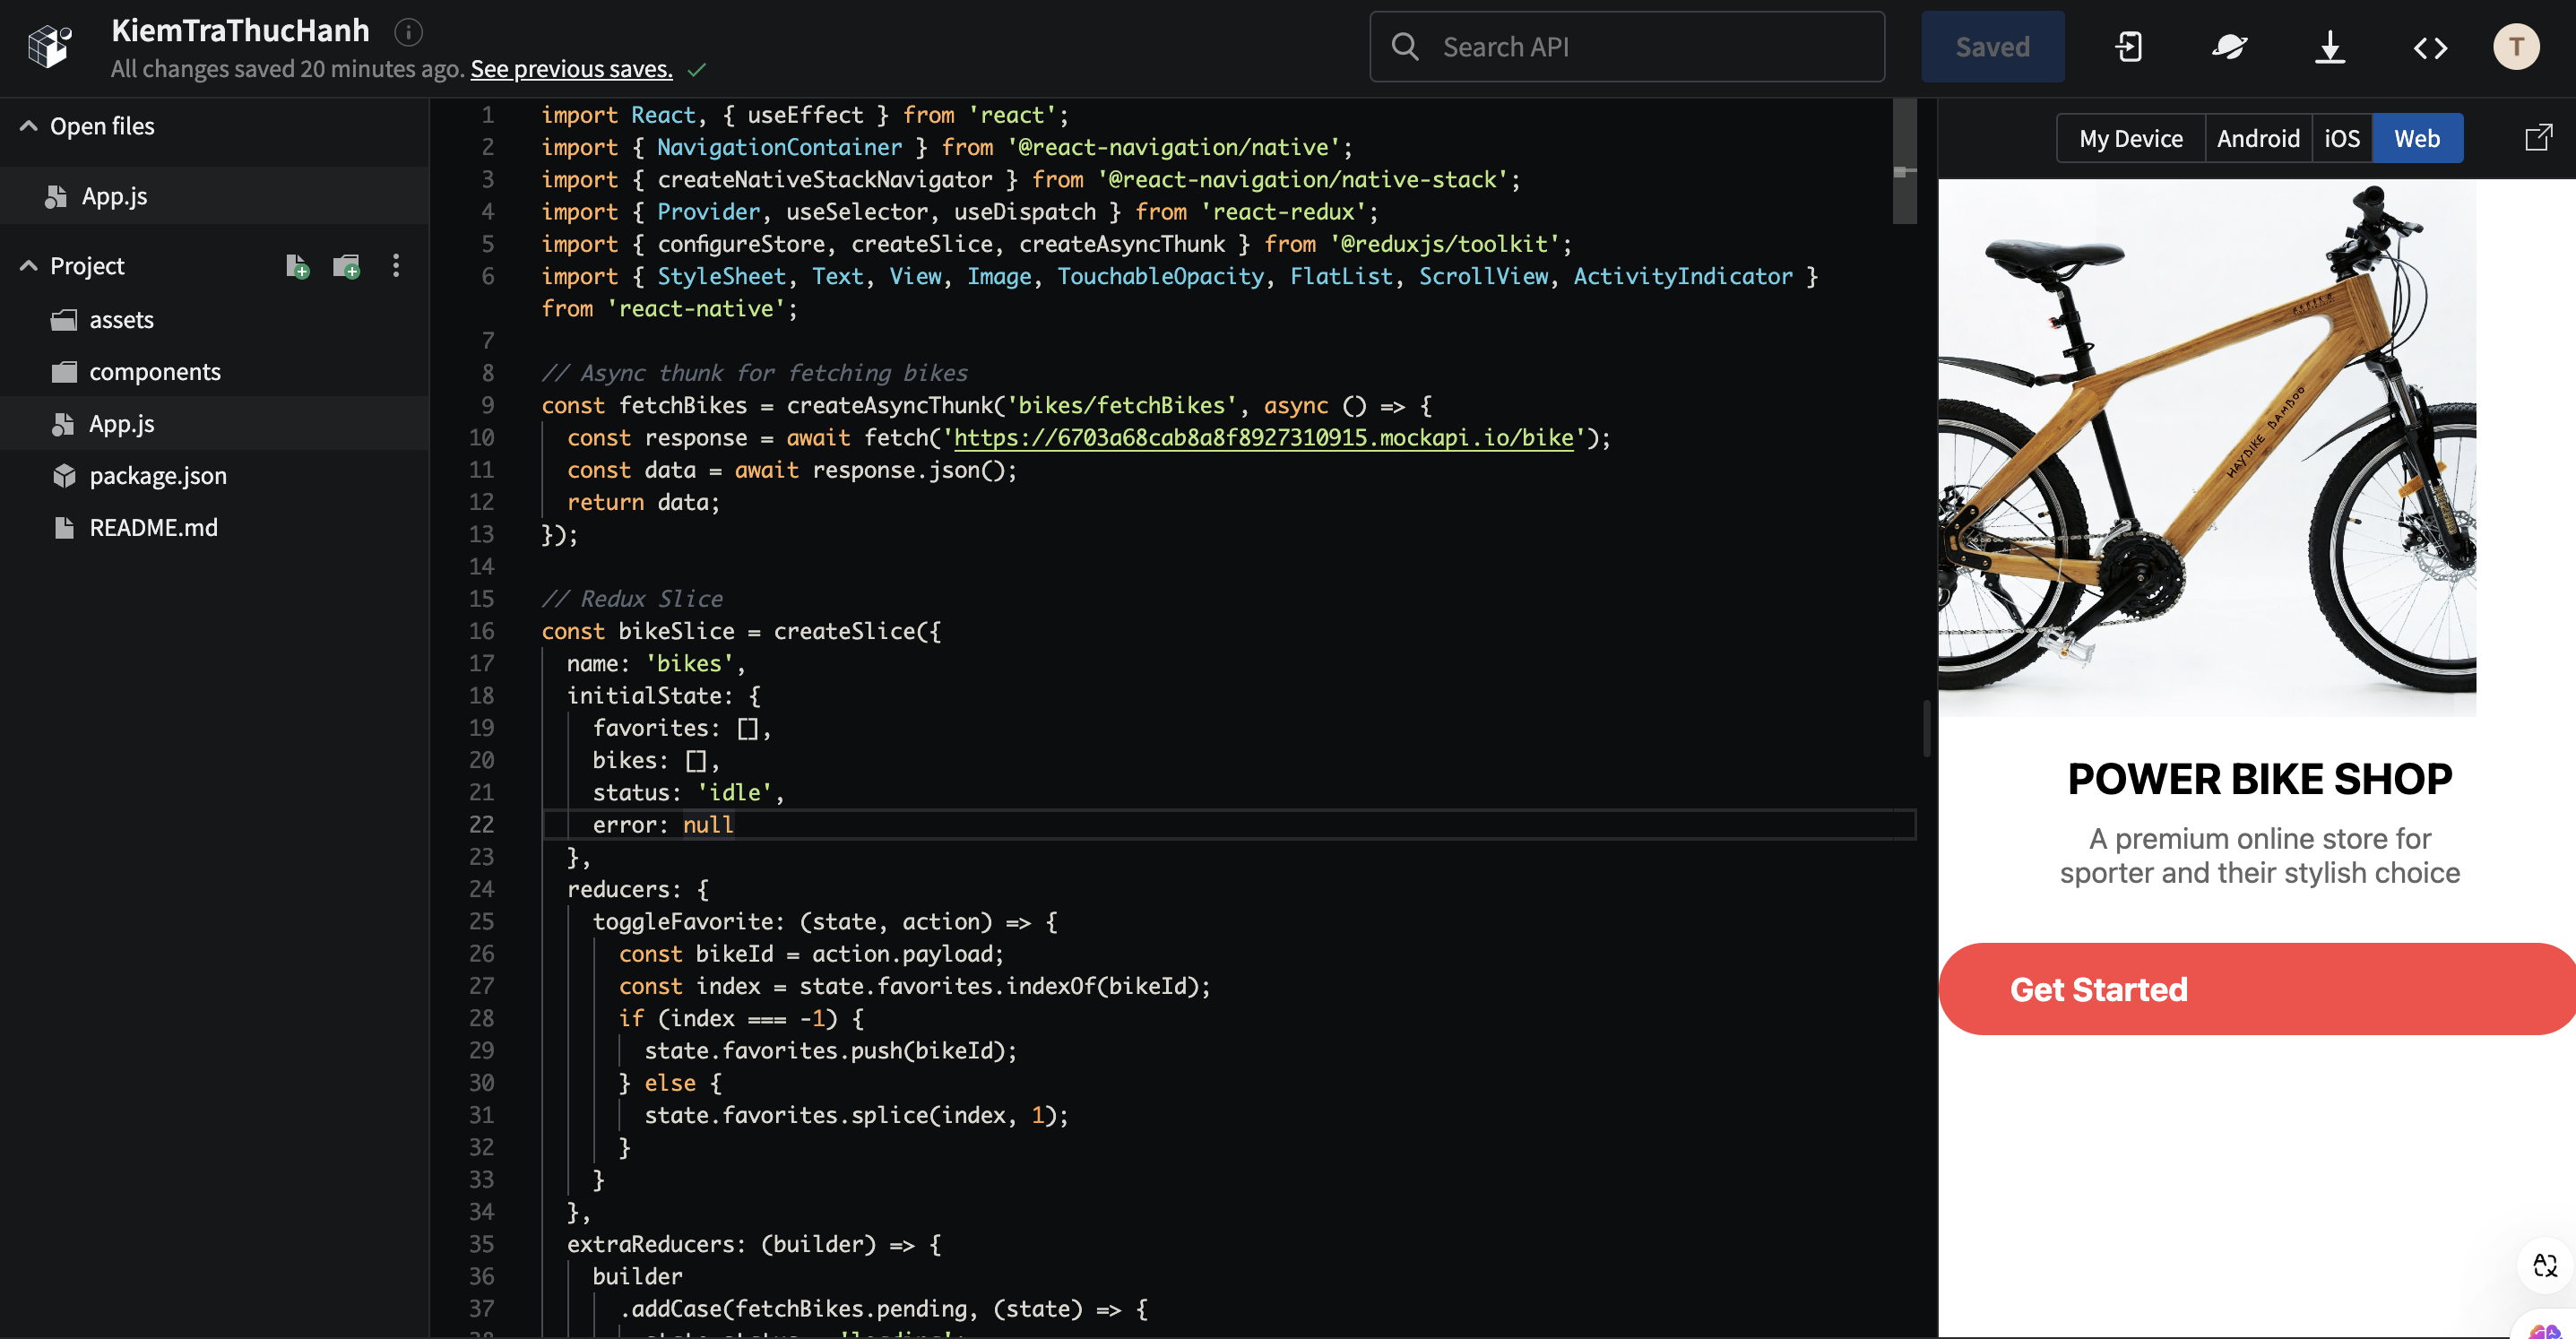 KiemTraThucHanh
All changes saved 20 minutes ago. See previous saves.
Search API
Saved
T
Open files
App.js
Project
assets
components
App.js
package.json
README.md
1 import React, { useEffect } from 'react';
2 import { NavigationContainer } from '@react-navigation/native';
3 import { createNativeStackNavigator } from '@react-navigation/native-stack';
4 import { Provider, useSelector, useDispatch } from 'react-redux';
5 import { configureStore, createSlice, createAsyncThunk } from '@reduxjs/toolkit';
6 import { StyleSheet, Text, View, Image, TouchableOpacity, FlatList, ScrollView, ActivityIndicator }
from 'react-native';
7
8 // Async thunk for fetching bikes
9 const fetchBikes = createAsyncThunk('bikes/fetchBikes', async () => {
10 const response = await fetch('https://6703a68cab8a8f8927310915.mockapi.io/bike');
11 const data = await response.json();
12 return data;
13 });
14
15 // Redux Slice
16 const bikeSlice = createSlice({
17 name: 'bikes',
18 initialState: {
19 favorites: [],
20 bikes: [],
21 status: 'idle',
22 error: null
23 },
24 reducers: {
25 toggleFavorite: (state, action) => {
26 const bikeId = action.payload;
27 const index = state.favorites.indexOf(bikeId);
28 if (index === -1) {
29 state.favorites.push(bikeId);
30 } else {
31 state.favorites.splice(index, 1);
32 }
33 }
34 },
35 extraReducers: (builder) => {
36 builder
37 .addCase(fetchBikes.pending, (state) => {
My Device
Android
iOS
Web
HAYBIKE BAMBOO
POWER BIKE SHOP
A premium online store for
sporter and their stylish choice
Get Started